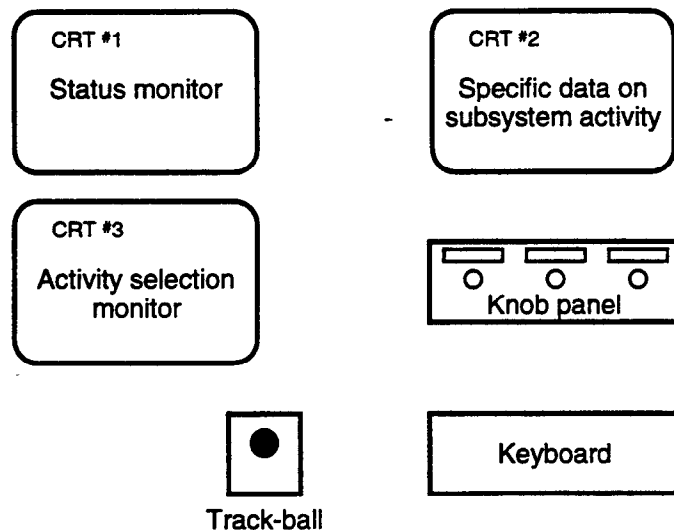 CRT #1
Status monitor
CRT #2
Specific data on
subsystem activity
CRT #3
Activity selection
monitor
Knob panel
Track-ball
Keyboard